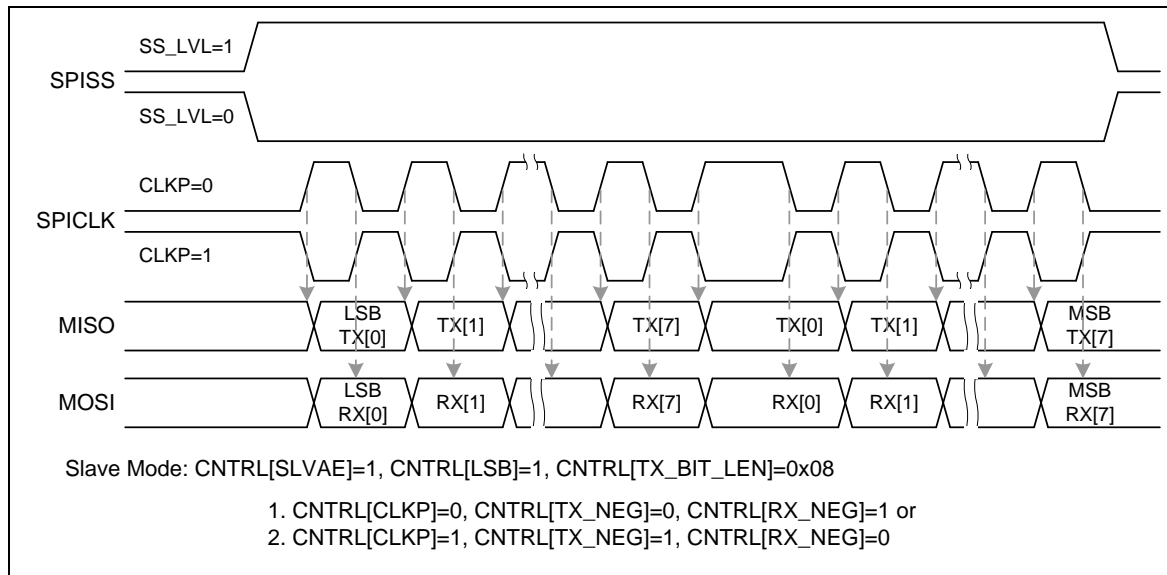 SS_LVL=1
SPISS
SS_LVL=0
CLKP=0
SPICLK
CLKP=1
MISO
LSB
TX[0]
TX[1]
TX[7]
TX[0]
TX[1]
MSB
TX[7]
MOSI
LSB
RX[0]
RX[1]
RX[7]
RX[0]
RX[1]
MSB
RX[7]
Slave Mode: CNTRL[SLVAE]=1, CNTRL[LSB]=1, CNTRL[TX_BIT_LEN]=0x08
1. CNTRL[CLKP]=0, CNTRL[TX_NEG]=0, CNTRL[RX_NEG]=1 or
2. CNTRL[CLKP]=1, CNTRL[TX_NEG]=1, CNTRL[RX_NEG]=0